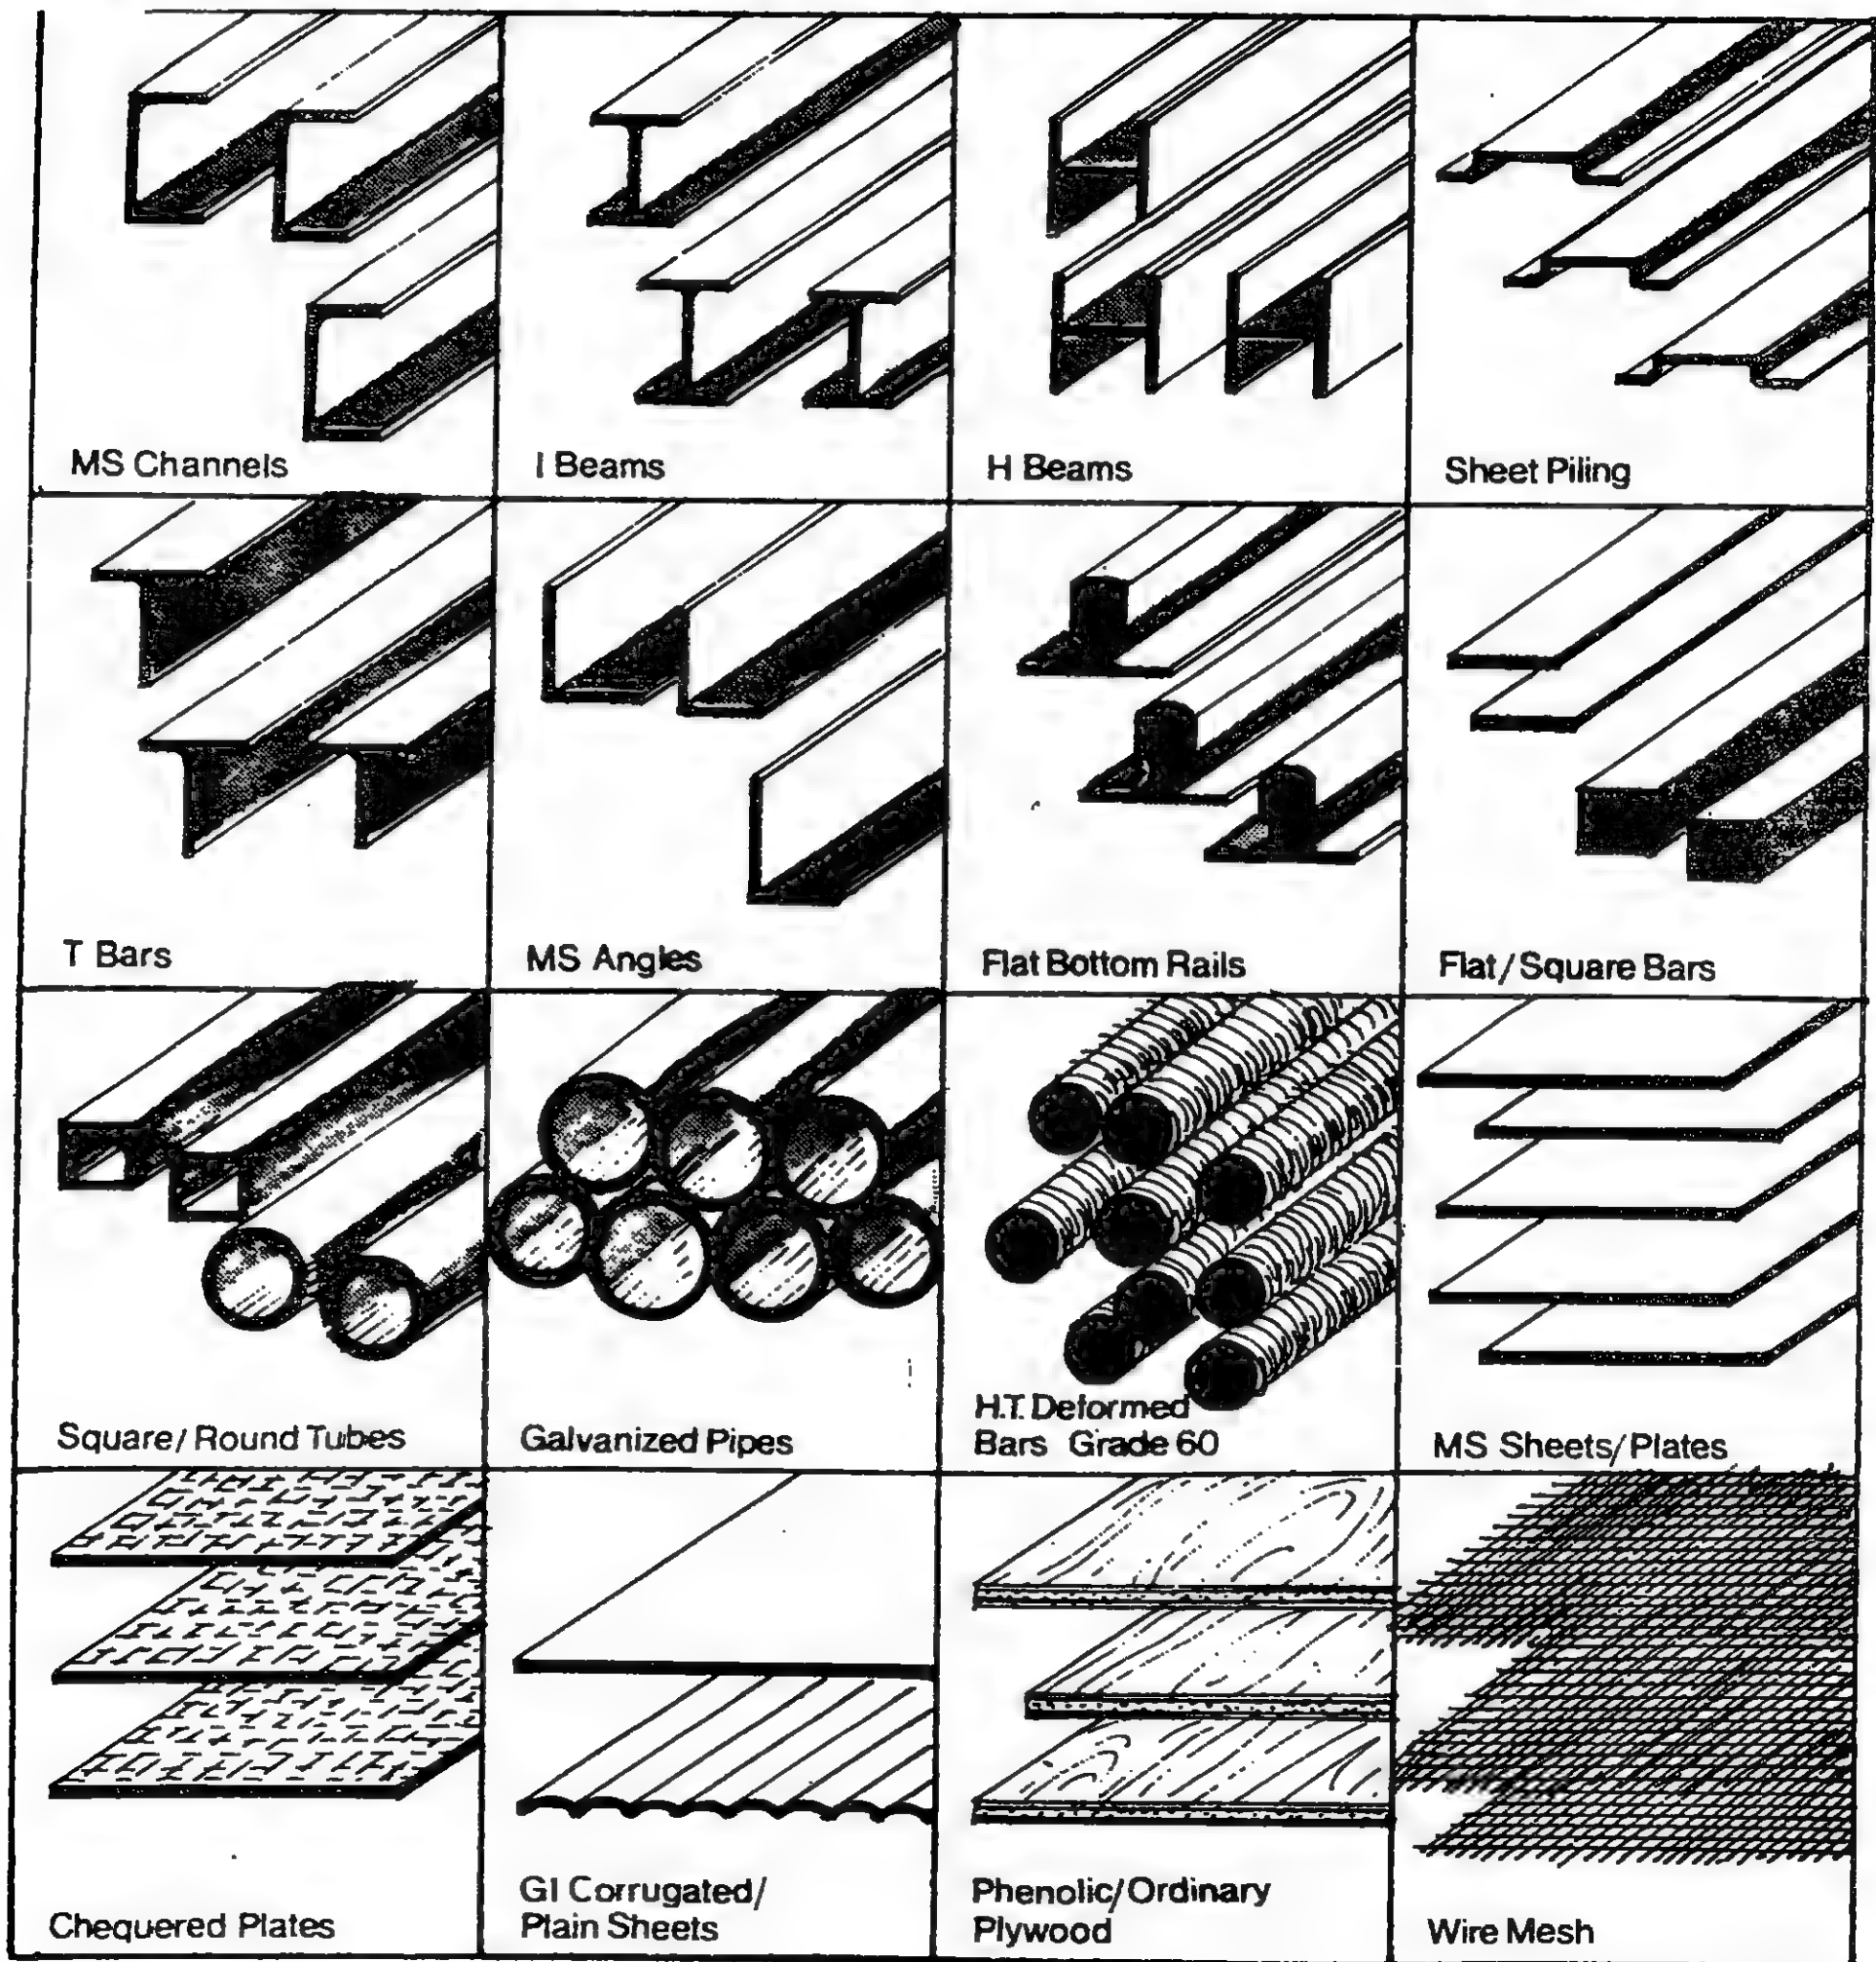 MS Channels
I Beams
H Beams
Sheet Piling
T Bars
MS Angles
Flat Bottom Rails
Flat/Square Bars
Square/Round Tubes
Galvanized Pipes
H.T. Deformed
Bars Grade 60
MS Sheets/Plates
Chequered Plates
GI Corrugated/
Plain Sheets
Phenolic/Ordinary
Plywood
Wire Mesh